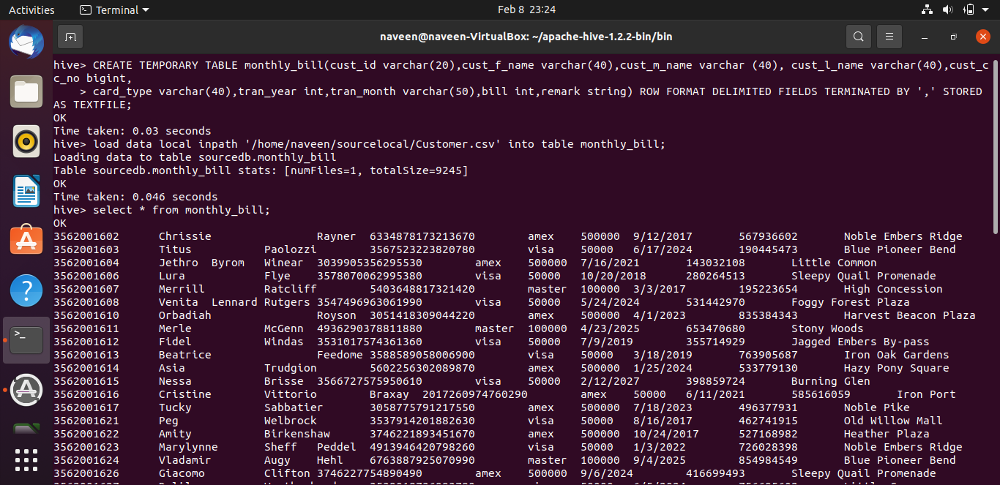 Activities Terminal Feb 8 23:24
naveen@naveen-VirtualBox: ~/apache-hive-1.2.2-bin/bin
hive> CREATE TEMPORARY TABLE monthly_bill(cust_id varchar(20),cust_f_name varchar(40),cust_m_name varchar (40), cust_l_name varchar(40),cust_c
c_no bigint,
> card_type varchar(40),tran_year int,tran_month varchar(50),bill int,remark string) ROW FORMAT DELIMITED FIELDS TERMINATED BY ',' STORED
AS TEXTFILE;
OK
Time taken: 0.03 seconds
hive> load data local inpath '/home/naveen/sourcelocal/Customer.csv' into table monthly_bill;
Loading data to table sourcedb.monthly_bill
Table sourcedb.monthly_bill stats: [numFiles=1, totalSize=9245]
OK
Time taken: 0.046 seconds
hive> select * from monthly_bill;
OK
3562001602 Chrissie Rayner 6334878173213670 amex 500000 9/12/2017 567936602 Noble Embers Ridge
3562001603 Titus Paolozzi 3567523223820780 visa 50000 6/17/2024 190445473 Blue Pioneer Bend
3562001604 Jethro Byrom Winear 3039905356295530 amex 500000 7/16/2021 143032108 Little Common
3562001606 Lura Flye 3578070062995380 visa 50000 10/20/2018 280264513 Sleepy Quail Promenade
3562001607 Merrill Ratcliff 5403648817321420 master 100000 3/3/2017 195223654 High Concession
3562001608 Venita Lennard Rutgers 3547496963061990 visa 50000 5/24/2024 531442970 Foggy Forest Plaza
3562001610 Orbadiah Royson 3051418309044220 amex 500000 4/1/2023 835384343 Harvest Beacon Plaza
3562001611 Merle McGenn 4936290378811880 master 100000 4/23/2025 653470680 Stony Woods
3562001612 Fidel Windas 3531017574361360 visa 50000 7/9/2019 355714929 Jagged Embers By-pass
3562001613 Beatrice Feedome 3588589058006900 visa 50000 3/18/2019 763905687 Iron Oak Gardens
3562001614 Asia Trudgion 5602256302089870 amex 500000 1/25/2024 533779130 Hazy Pony Square
3562001615 Nessa Brisse 3566727575950610 visa 50000 2/12/2027 398859724 Burning Glen
3562001616 Cristine Vittorio Braxay 2017260974760290 amex 50000 6/11/2021 585616059 Iron Port
3562001617 Tucky Sabbatier 3058775791217550 amex 500000 7/18/2023 496377931 Noble Pike
3562001621 Peg Welbrock 3537914201882630 visa 50000 8/16/2017 462741915 Old Willow Mall
3562001622 Amity Birkenshaw 3746221893451670 amex 500000 10/24/2017 527168982 Heather Plaza
3562001623 Marylynne Sheff Peddel 4913946420798260 visa 50000 1/3/2022 726028398 Noble Embers Ridge
3562001624 Vladamir Augy Hehl 6763887925070990 master 100000 9/4/2025 854984549 Blue Pioneer Bend
3562001626 Giacomo Clifton 3746227754890490 amex 500000 9/6/2024 416699493 Sleepy Quail Promenade